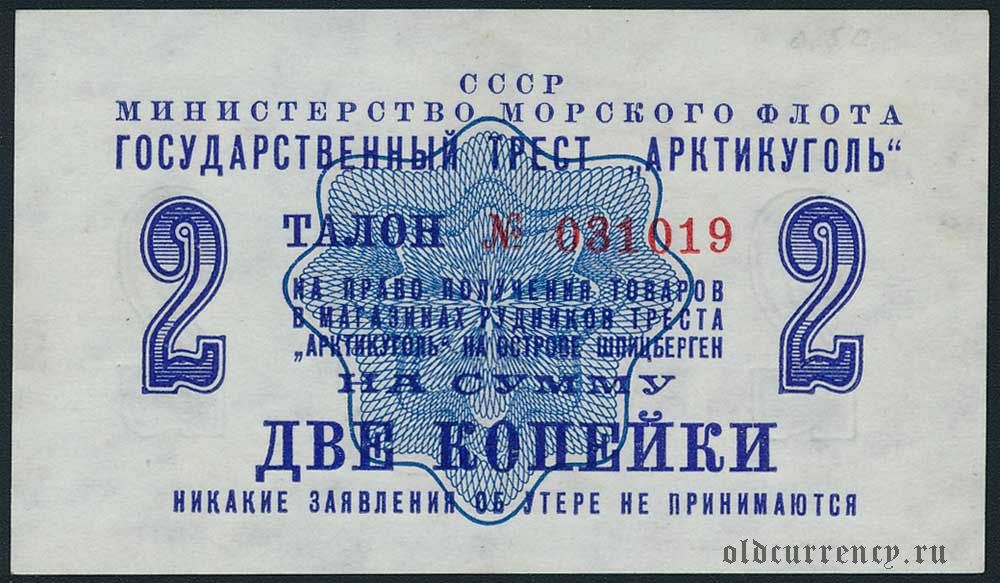 СССР
МИНИСТЕРСТВО МОРСКОГО ФЛОТА
ГОСУДАРСТВЕННЫЙ ТРЕСТ „АРКТИКУГОЛЬ“
2 ТАЛОН № 031019 2
НА ПРАВО ПОЛУЧЕНИЯ ТОВАРОВ
В МАГАЗИНАХ РУДНИКОВ ТРЕСТА
„АРКТИКУГОЛЬ“ НА ОСТРОВЕ ШПИЦБЕРГЕН
НА СУММУ
ДВЕ КОПЕЙКИ
НИКАКИЕ ЗАЯВЛЕНИЯ ОБ УТЕРЕ НЕ ПРИНИМАЮТСЯ
oldcurrency.ru